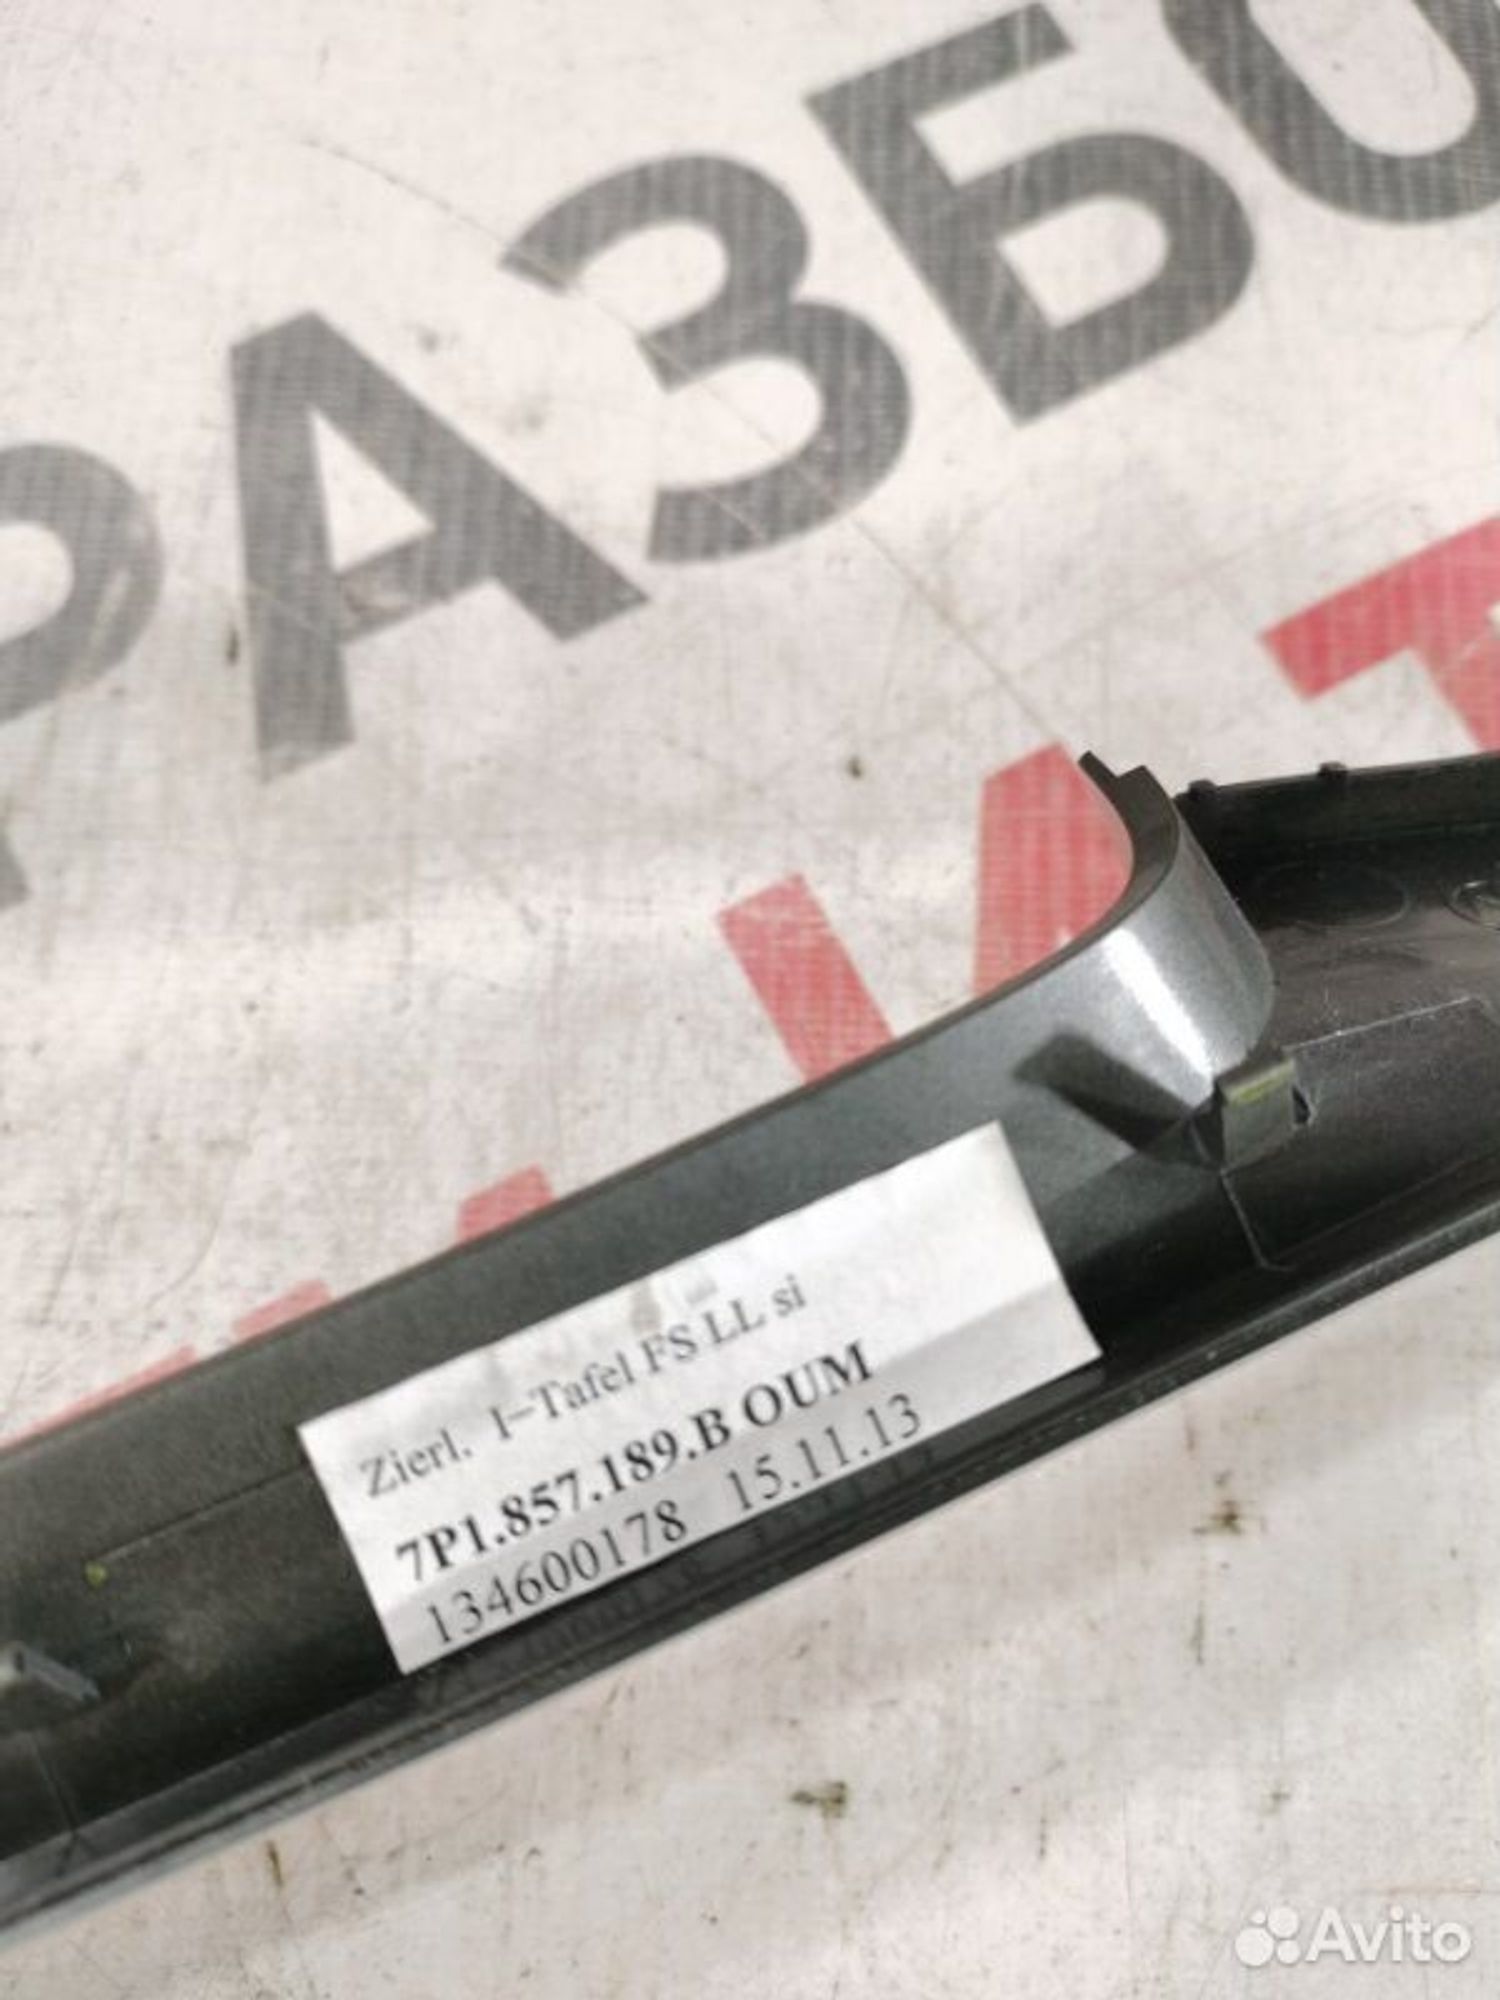 РАЗБО
Zierl. I-Tafel FS LL si
7P1.857.189.B OUM
134600178 15.11.13
Avito